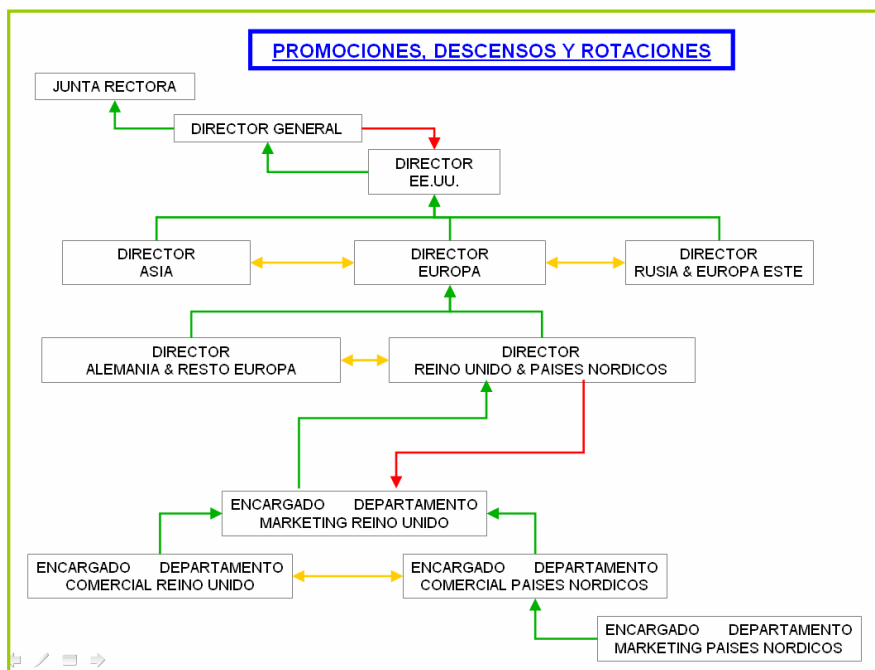 PROMOCIONES, DESCENSOS Y ROTACIONES
JUNTA RECTORA
DIRECTOR GENERAL
DIRECTOR
EE.UU.
DIRECTOR
ASIA
DIRECTOR
EUROPA
DIRECTOR
RUSIA & EUROPA ESTE
DIRECTOR
ALEMANIA & RESTO EUROPA
DIRECTOR
REINO UNIDO & PAISES NORDICOS
ENCARGADO DEPARTAMENTO
MARKETING REINO UNIDO
ENCARGADO DEPARTAMENTO
COMERCIAL REINO UNIDO
ENCARGADO DEPARTAMENTO
COMERCIAL PAISES NORDICOS
ENCARGADO DEPARTAMENTO
MARKETING PAISES NORDICOS